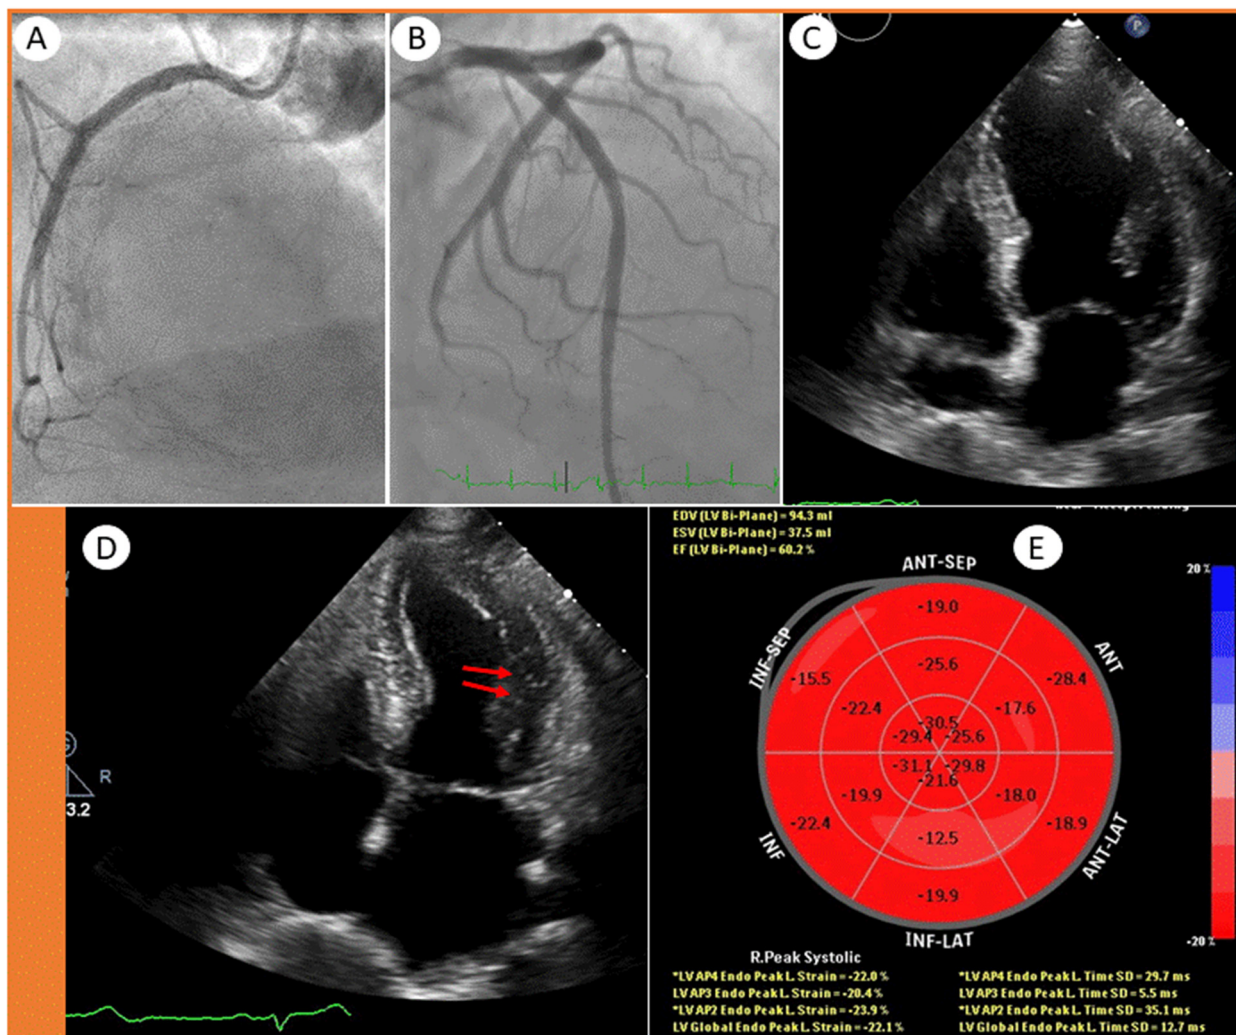 A
B
C
P
D
R
3.2
EDV (LV Bi-Plane) = 94.3 ml
ESV (LV Bi-Plane) = 37.5 ml
EF (LV Bi-Plane) = 60.2 %
E
ANT-SEP
20 %
INF-SEP
ANT
-19.0
-15.5
-25.6
-28.4
-22.4
-17.6
-30.5
-29.4
-25.6
-31.1
-29.8
-21.6
-19.9
-18.0
-22.4
-12.5
-18.9
INF
ANT-LAT
-19.9
INF-LAT
-20 %
R.Peak Systolic
*LV AP4 Endo Peak L. Strain = -22.0 %
LV AP3 Endo Peak L. Strain = -20.4 %
*LV AP2 Endo Peak L. Strain = -23.9 %
LV Global Endo Peak L. Strain = -22.1 %
*LV AP4 Endo Peak L. Time SD = 29.7 ms
LV AP3 Endo Peak L. Time SD = 5.5 ms
*LV AP2 Endo Peak L. Time SD = 35.1 ms
LV Global Endo Peak L. Time SD = 12.7 ms